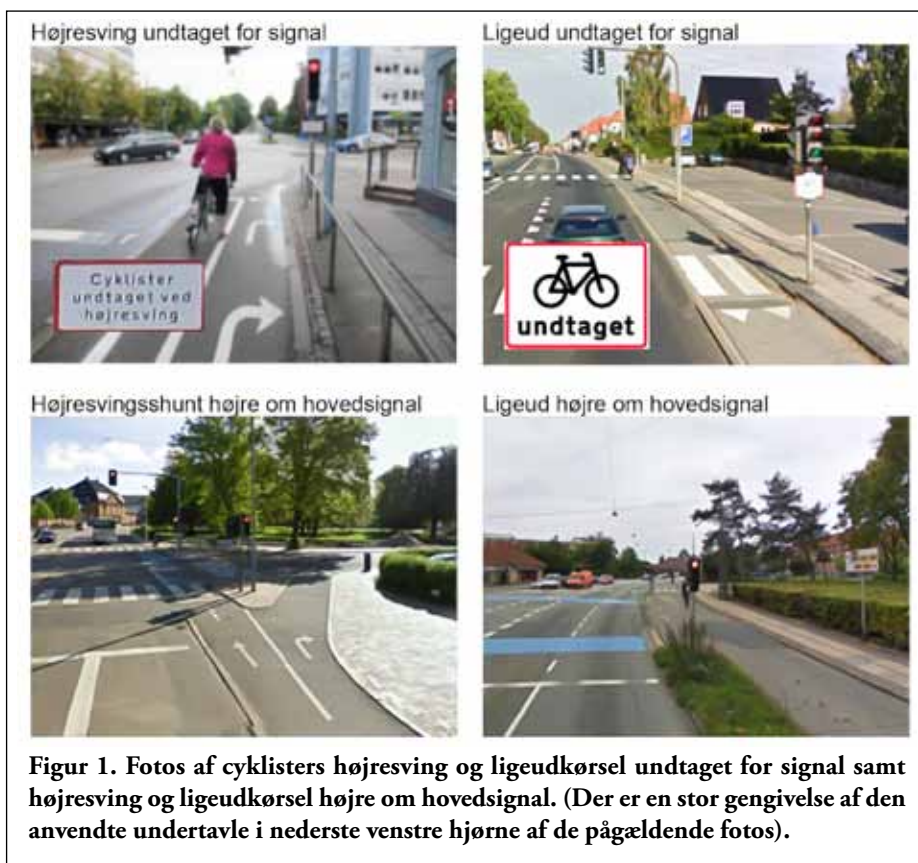 Højresving undtaget for signal
Ligeud undtaget for signal
Cyklister
undtaget ved
højresving
undtaget
Højresvingsshunt højre om hovedsignal
Ligeud højre om hovedsignal
Figur 1. Fotos af cyklisters højresving og ligeudkørsel undtaget for signal samt
højresving og ligeudkørsel højre om hovedsignal. (Der er en stor gengivelse af den
anvendte undertavle i nederste venstre hjørne af de pågældende fotos).